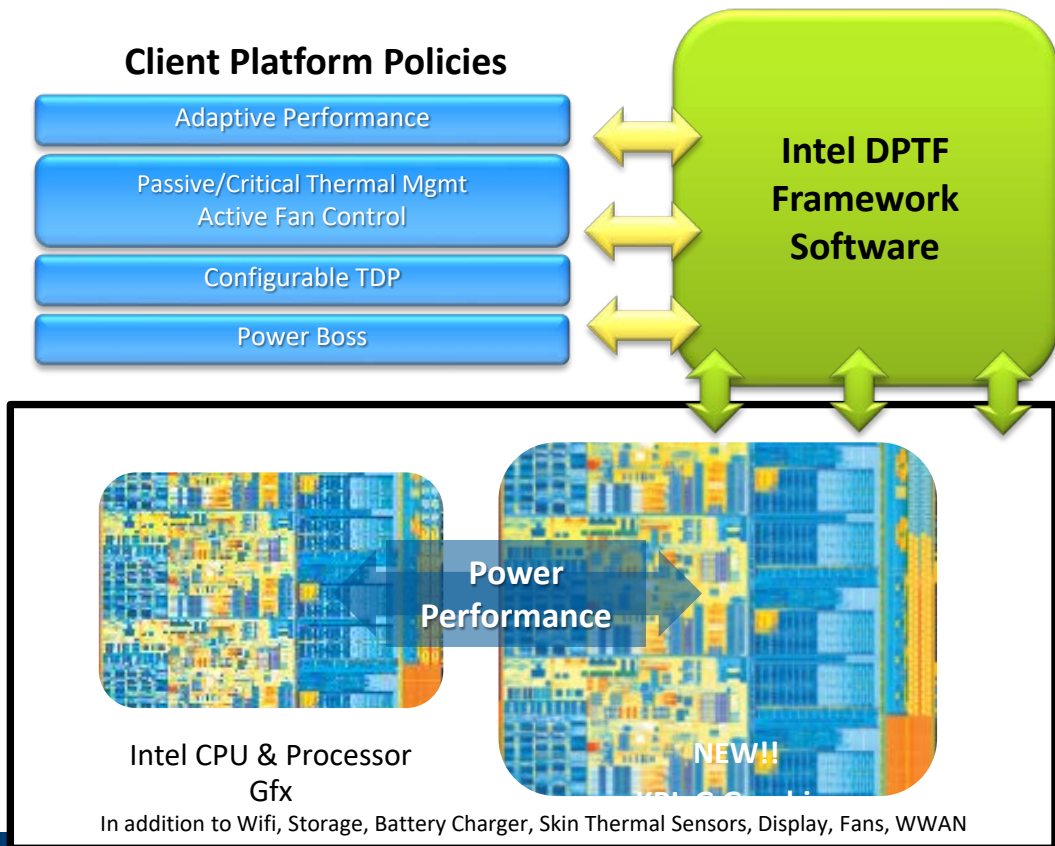 Client Platform Policies
Adaptive Performance
Passive/Critical Thermal Mgmt
Active Fan Control
Configurable TDP
Power Boss
Intel DPTF
Framework
Software
Power
Performance
Intel CPU & Processor
Gfx
NEW!!
In addition to Wifi, Storage, Battery Charger, Skin Thermal Sensors, Display, Fans, WWAN